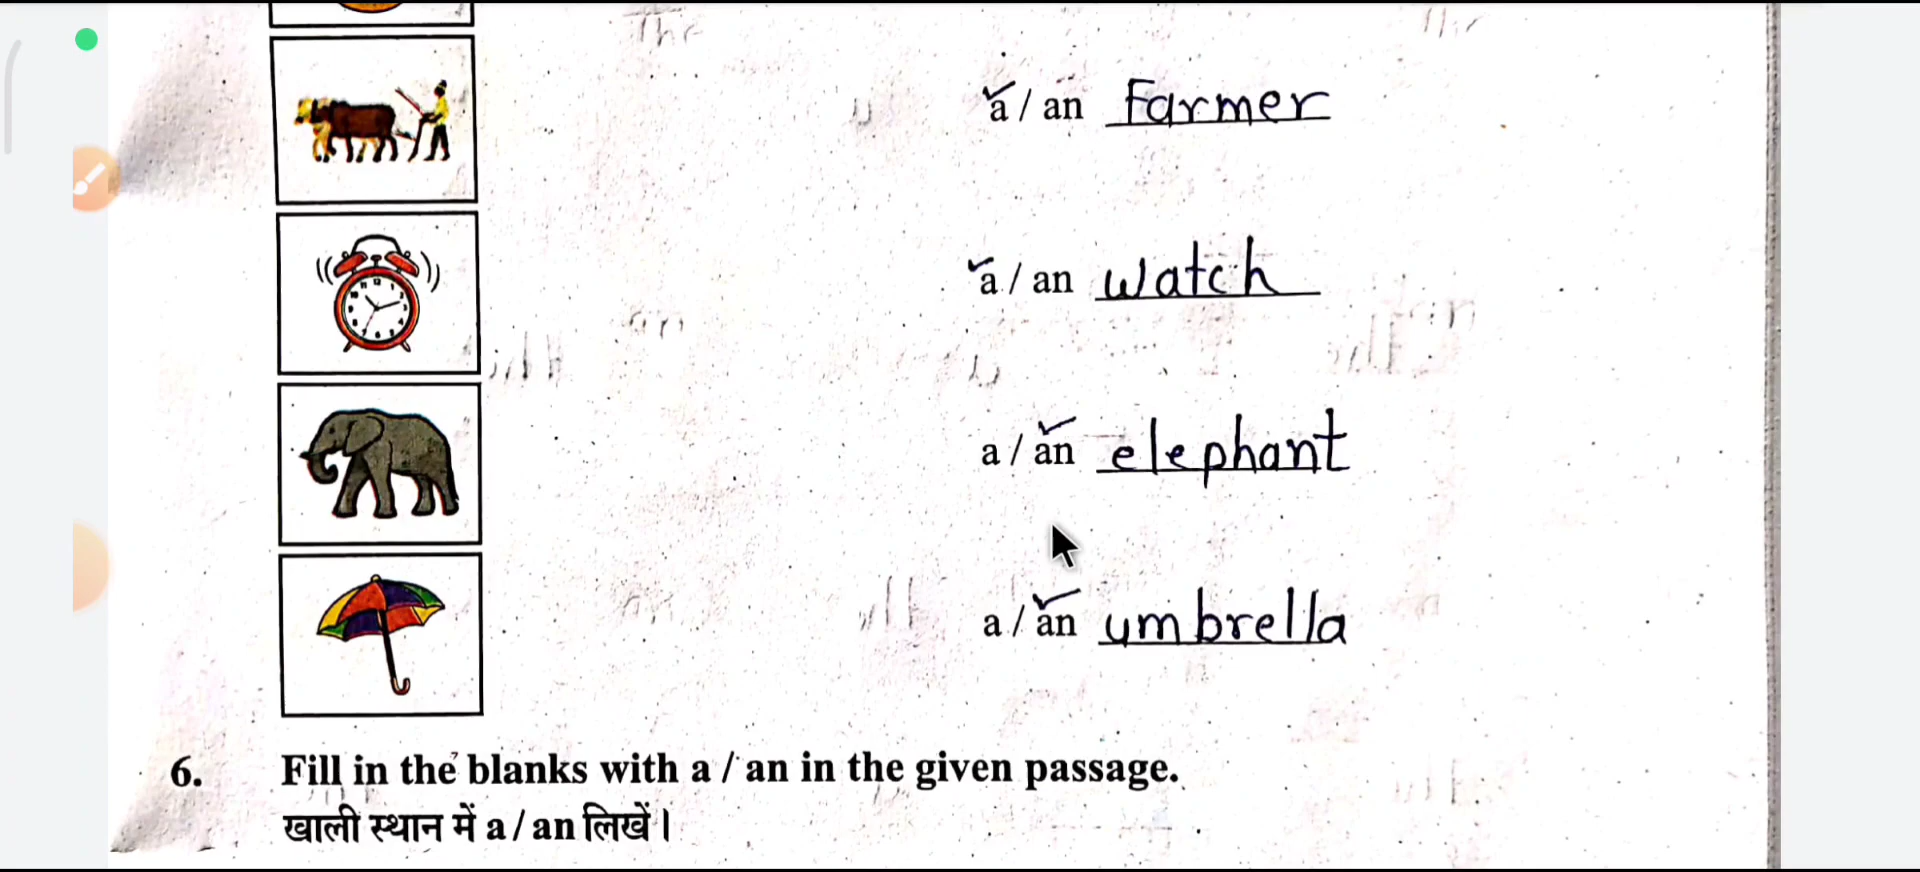 a / an Farmer
a / an watch
a / an elephant
a / an umbrella
6. Fill in the blanks with a / an in the given passage.
खाली स्थान में a / an लिखें।